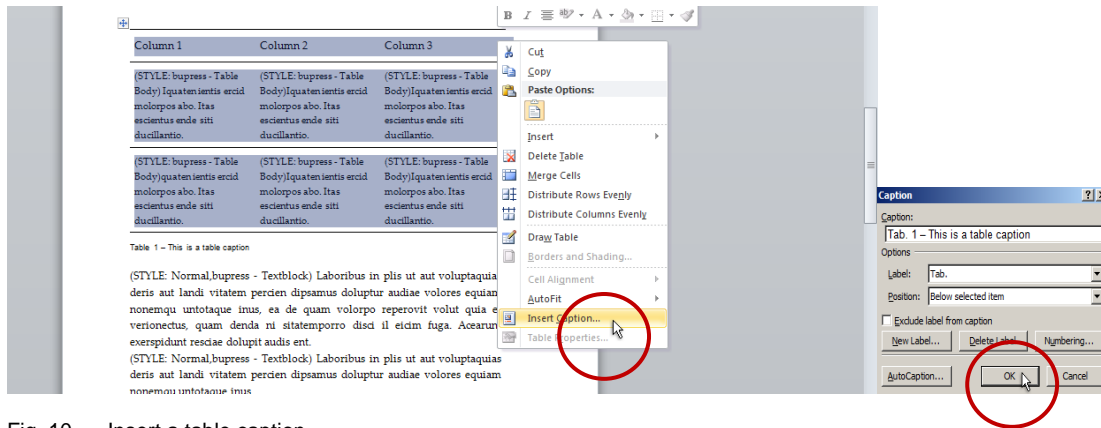 B I A
Column 1 Column 2 Column 3
(STYLE: bupress - Table (STYLE: bupress - Table (STYLE: bupress - Table
Body) Iquatenientis ercid Body)Iquatenientis ercid Body)Iquatenientis ercid
molorpos abo. Itas molorpos abo. Itas molorpos abo. Itas
escientus ende siti escientus ende siti escientus ende siti
ducillantio. ducillantio. ducillantio.
(STYLE: bupress - Table (STYLE: bupress - Table (STYLE: bupress - Table
Body)quatenientis ercid Body)Iquatenientis ercid Body)Iquatenientis ercid
molorpos abo. Itas molorpos abo. Itas molorpos abo. Itas
escientus ende siti escientus ende siti escientus ende siti
ducillantio. ducillantio. ducillantio.
Table 1 – This is a table caption
(STYLE: Normal,bupress - Textblock) Laboribus in plis ut aut voluptaquia
deris aut landi vitatem percien dipsamus doluptur audiae volores equiam
nonemqu untotaque inus, ea de quam volorpo reperovit volut quia e
verionectus, quam denda ni sitatemporro disci il eicim fuga. Acearun
exerspidunt resciae dolupit audis ent.
(STYLE: Normal,bupress - Textblock) Laboribus in plis ut aut voluptaquias
deris aut landi vitatem percien dipsamus doluptur audiae volores equiam
nonemqu untotaque inus
Cut
Copy
Paste Options:
Insert
Delete Table
Merge Cells
Distribute Rows Evenly
Distribute Columns Evenly
Draw Table
Borders and Shading...
Cell Alignment
AutoFit
Insert Caption...
Table Properties...
Caption
Caption:
Tab. 1 – This is a table caption
Options
Label: Tab.
Position: Below selected item
Exclude label from caption
New Label... Delete Label Numbering...
AutoCaption... OK Cancel
Fig. 10 Insert a table caption